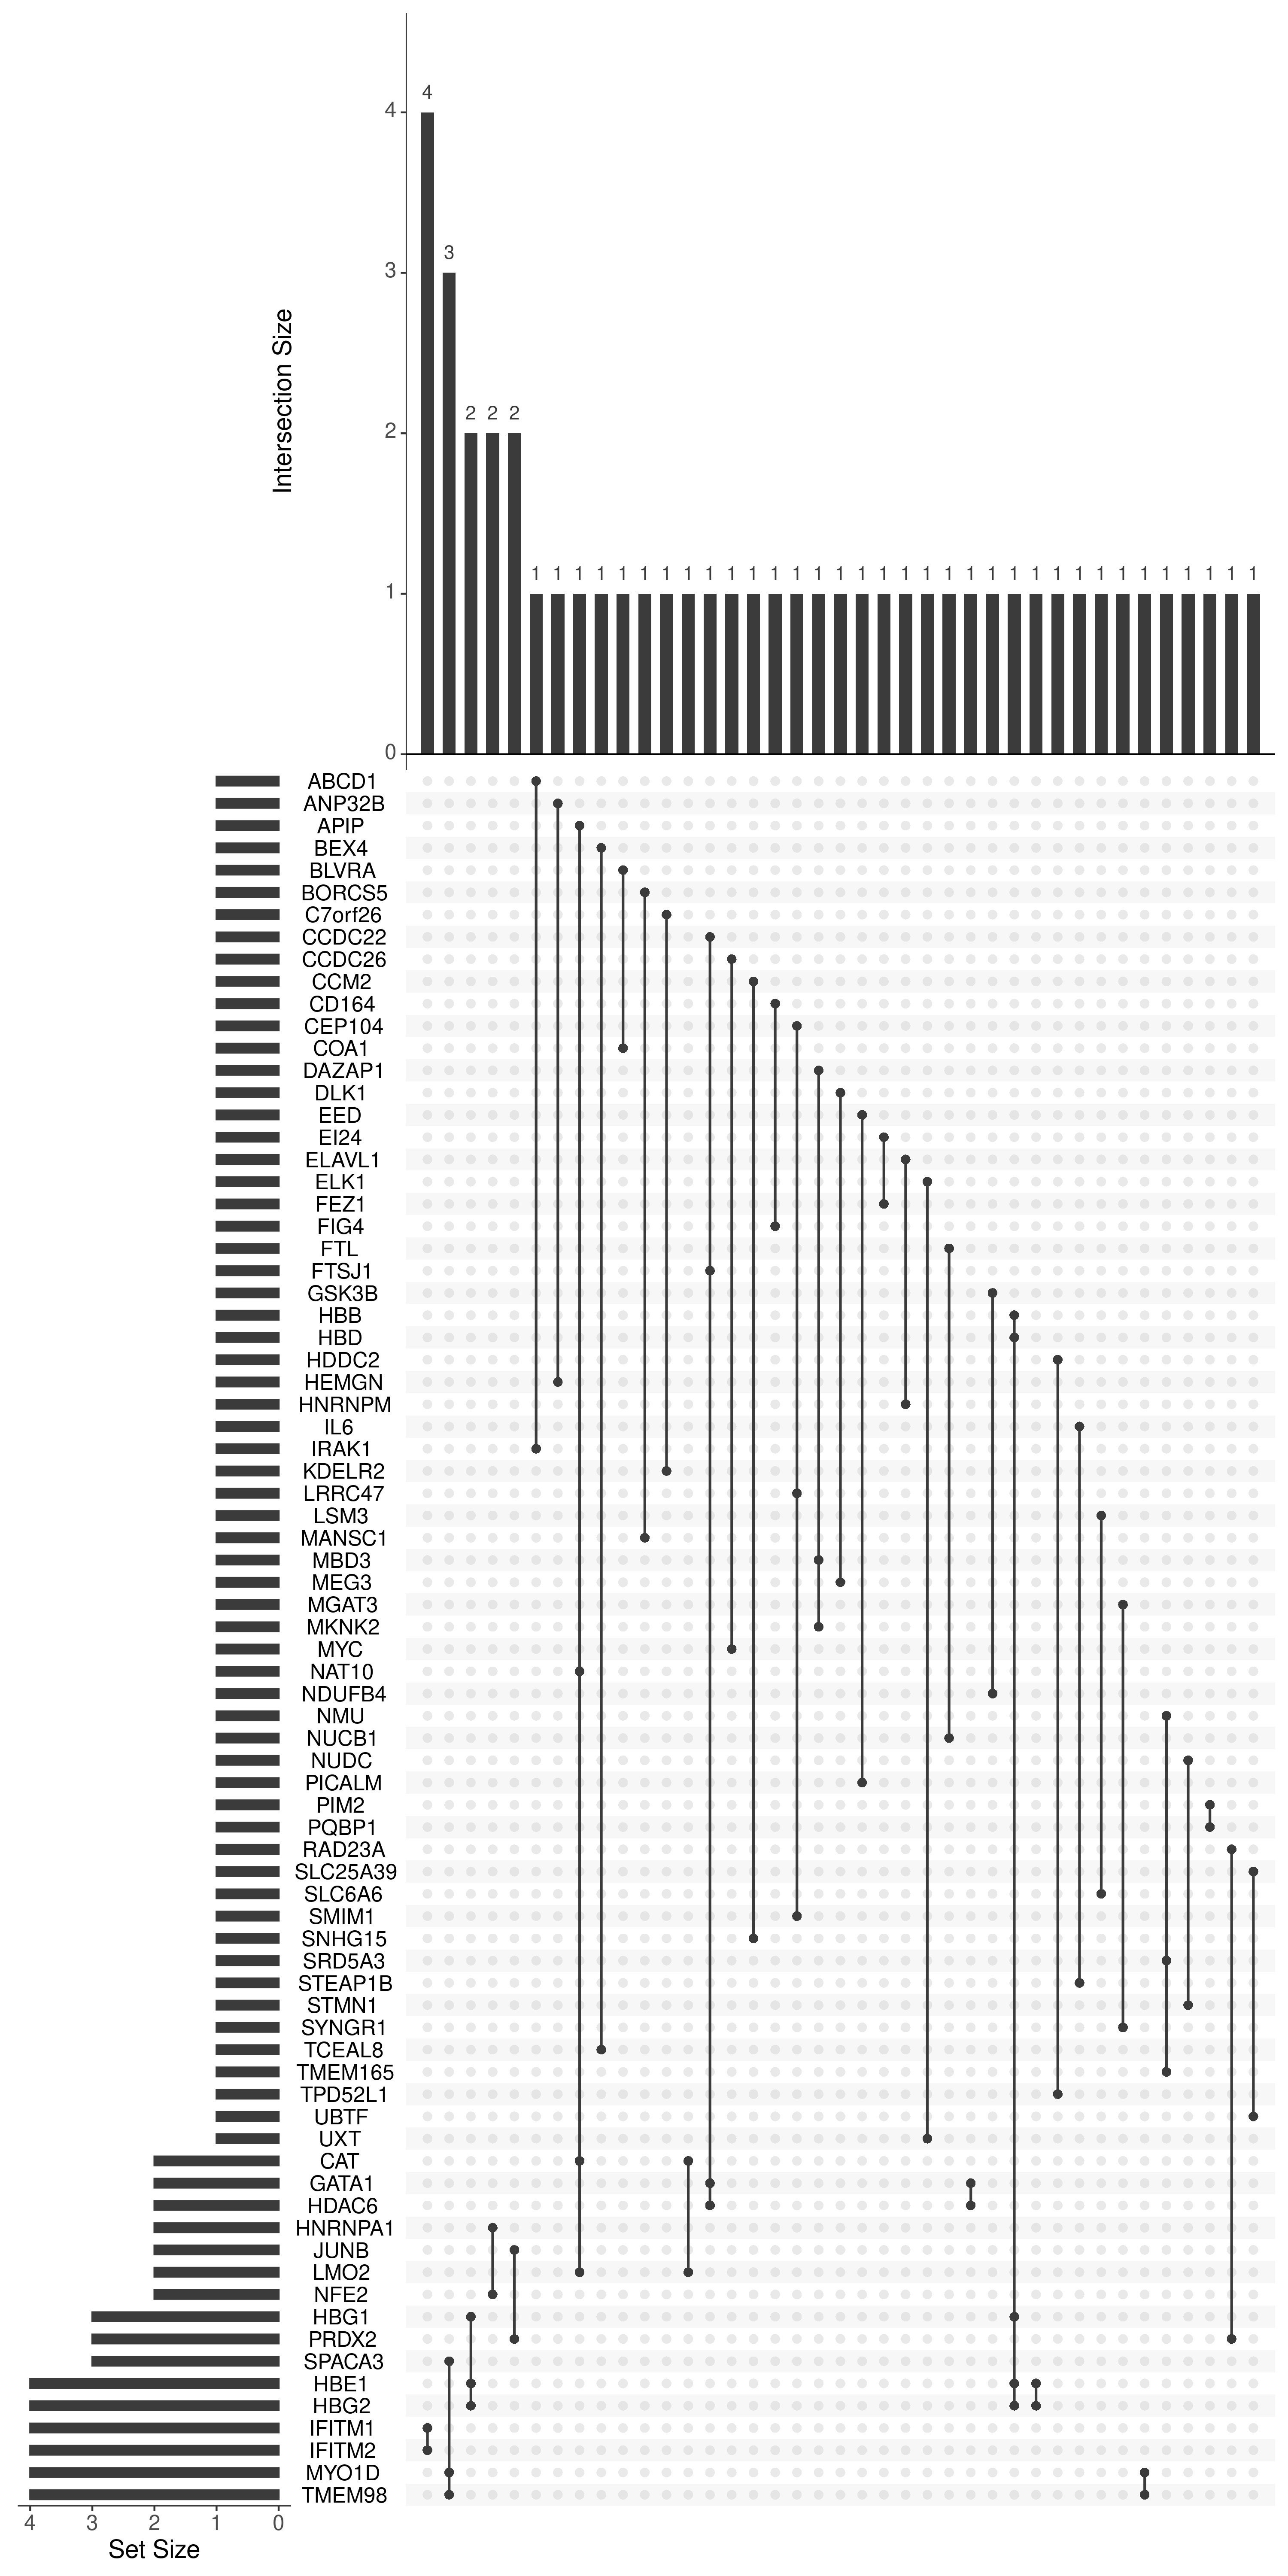 4
4
3
3
2 2 2
2
1 1 1 1 1 1 1 1 1 1 1 1 1 1 1 1 1 1 1 1 1 1 1 1 1 1 1 1 1 1 1 1 1 1
1
0
Intersection Size
ABCD1
ANP32B
APIP
BEX4
BLVRA
BORCS5
C7orf26
CCDC22
CCDC26
CCM2
CD164
CEP104
COA1
DAZAP1
DLK1
EED
EI24
ELAVL1
ELK1
FEZ1
FIG4
FTL
FTSJ1
GSK3B
HBB
HBD
HDDC2
HEMGN
HNRNPM
IL6
IRAK1
KDELR2
LRRC47
LSM3
MANSC1
MBD3
MEG3
MGAT3
MKNK2
MYC
NAT10
NDUFB4
NMU
NUCB1
NUDC
PICALM
PIM2
PQBP1
RAD23A
SLC25A39
SLC6A6
SMIM1
SNHG15
SRD5A3
STEAP1B
STMN1
SYNGR1
TCEAL8
TMEM165
TPD52L1
UBTF
UXT
CAT
GATA1
HDAC6
HNRNPA1
JUNB
LMO2
NFE2
HBG1
PRDX2
SPACA3
HBE1
HBG2
IFITM1
IFITM2
MYO1D
TMEM98
4 3 2 1 0
Set Size